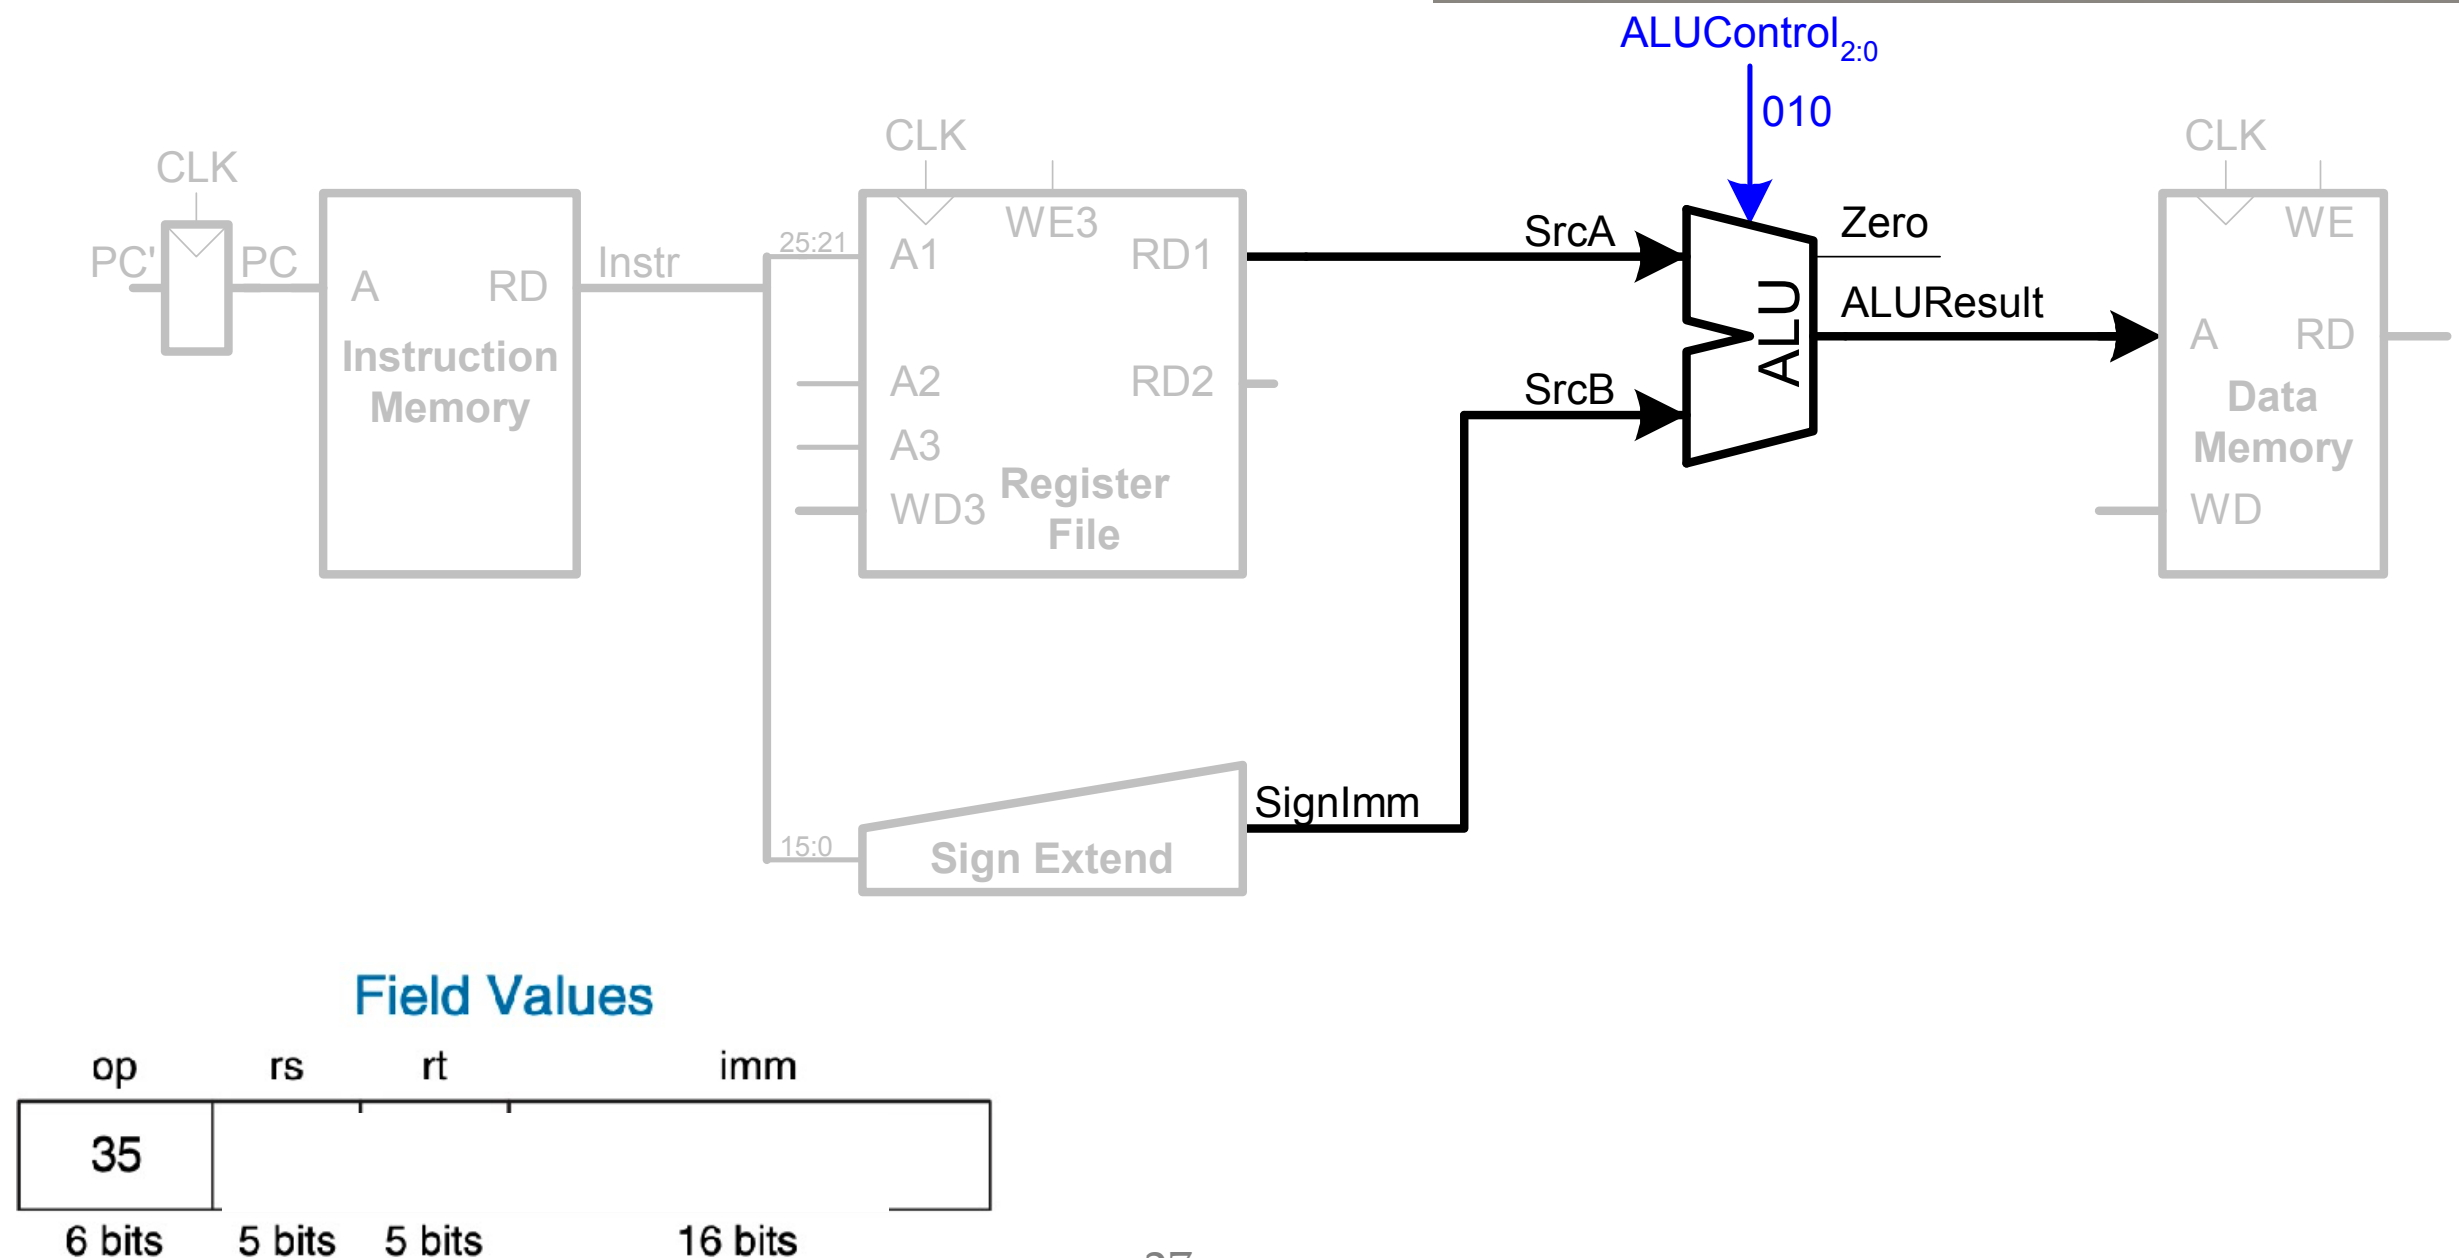 ALUControl2:0
010
CLK
CLK
CLK
PC'
PC
A
RD
Instruction
Memory
Instr
25:21
A1
WE3
RD1
A2
RD2
A3
WD3
Register
File
SrcA
SrcB
ALU
Zero
ALUResult
WE
A
RD
Data
Memory
WD
15:0
Sign Extend
SignImm
Field Values
op rs rt imm
35
6 bits 5 bits 5 bits 16 bits